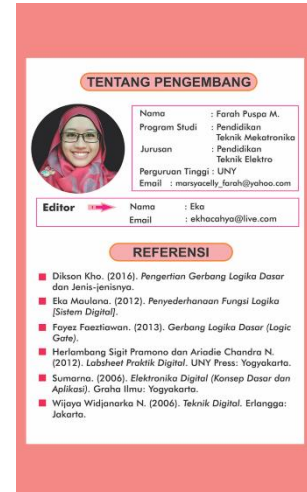 TENTANG PENGEMBANG
Nama : Farah Puspa M.
Program Studi : Pendidikan
Teknik Mekatronika
Jurusan : Pendidikan
Teknik Elektro
Perguruan Tinggi : UNY
Email : marsyacelly_farah@yahoo.com
Editor
Nama : Eka
Email : ekhacahya@live.com
REFERENSI
Dikson Kho. (2016). Pengertian Gerbang Logika Dasar
dan Jenis-jenisnya.
Eka Maulana. (2012). Penyederhanaan Fungsi Logika
[Sistem Digital].
Fayez Faeztiawan. (2013). Gerbang Logika Dasar (Logic
Gate).
Herlambang Sigit Pramono dan Ariadie Chandra N.
(2012). Labsheet Praktik Digital. UNY Press: Yogyakarta.
Sumarna. (2006). Elektronika Digital (Konsep Dasar dan
Aplikasi). Graha Ilmu: Yogyakarta.
Wijaya Widjanarka N. (2006). Teknik Digital. Erlangga:
Jakarta.